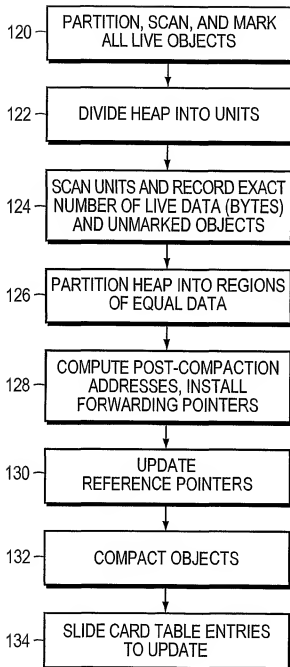 120
PARTITION, SCAN, AND MARK
ALL LIVE OBJECTS
122
DIVIDE HEAP INTO UNITS
124
SCAN UNITS AND RECORD EXACT
NUMBER OF LIVE DATA (BYTES)
AND UNMARKED OBJECTS
126
PARTITION HEAP INTO REGIONS
OF EQUAL DATA
128
COMPUTE POST-COMPACTION
ADDRESSES, INSTALL
FORWARDING POINTERS
130
UPDATE
REFERENCE POINTERS
132
COMPACT OBJECTS
134
SLIDE CARD TABLE ENTRIES
TO UPDATE